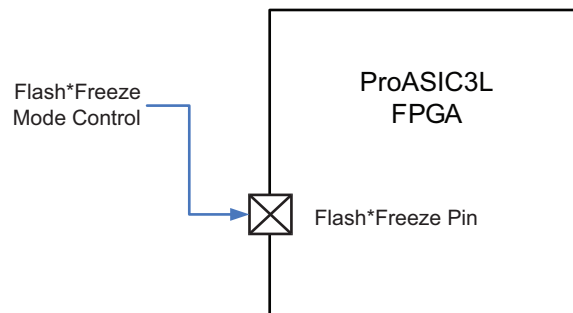 ProASIC3L
FPGA
Flash*Freeze
Mode Control
Flash*Freeze Pin